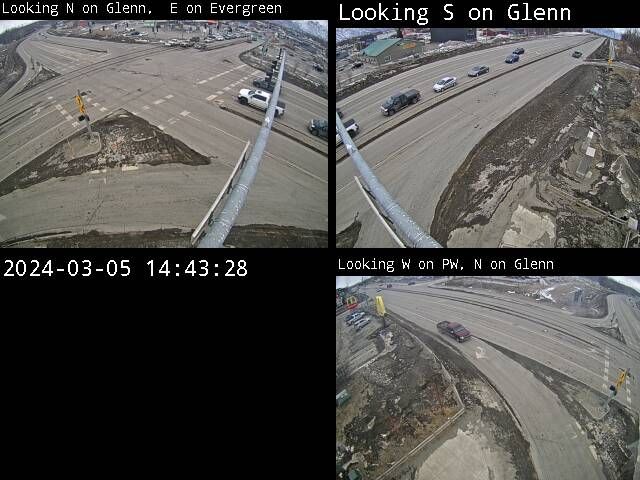 Looking N on Glenn,  E on Evergreen
Looking S on Glenn
2024-03-05 14:43:28
Looking W on PW, N on Glenn